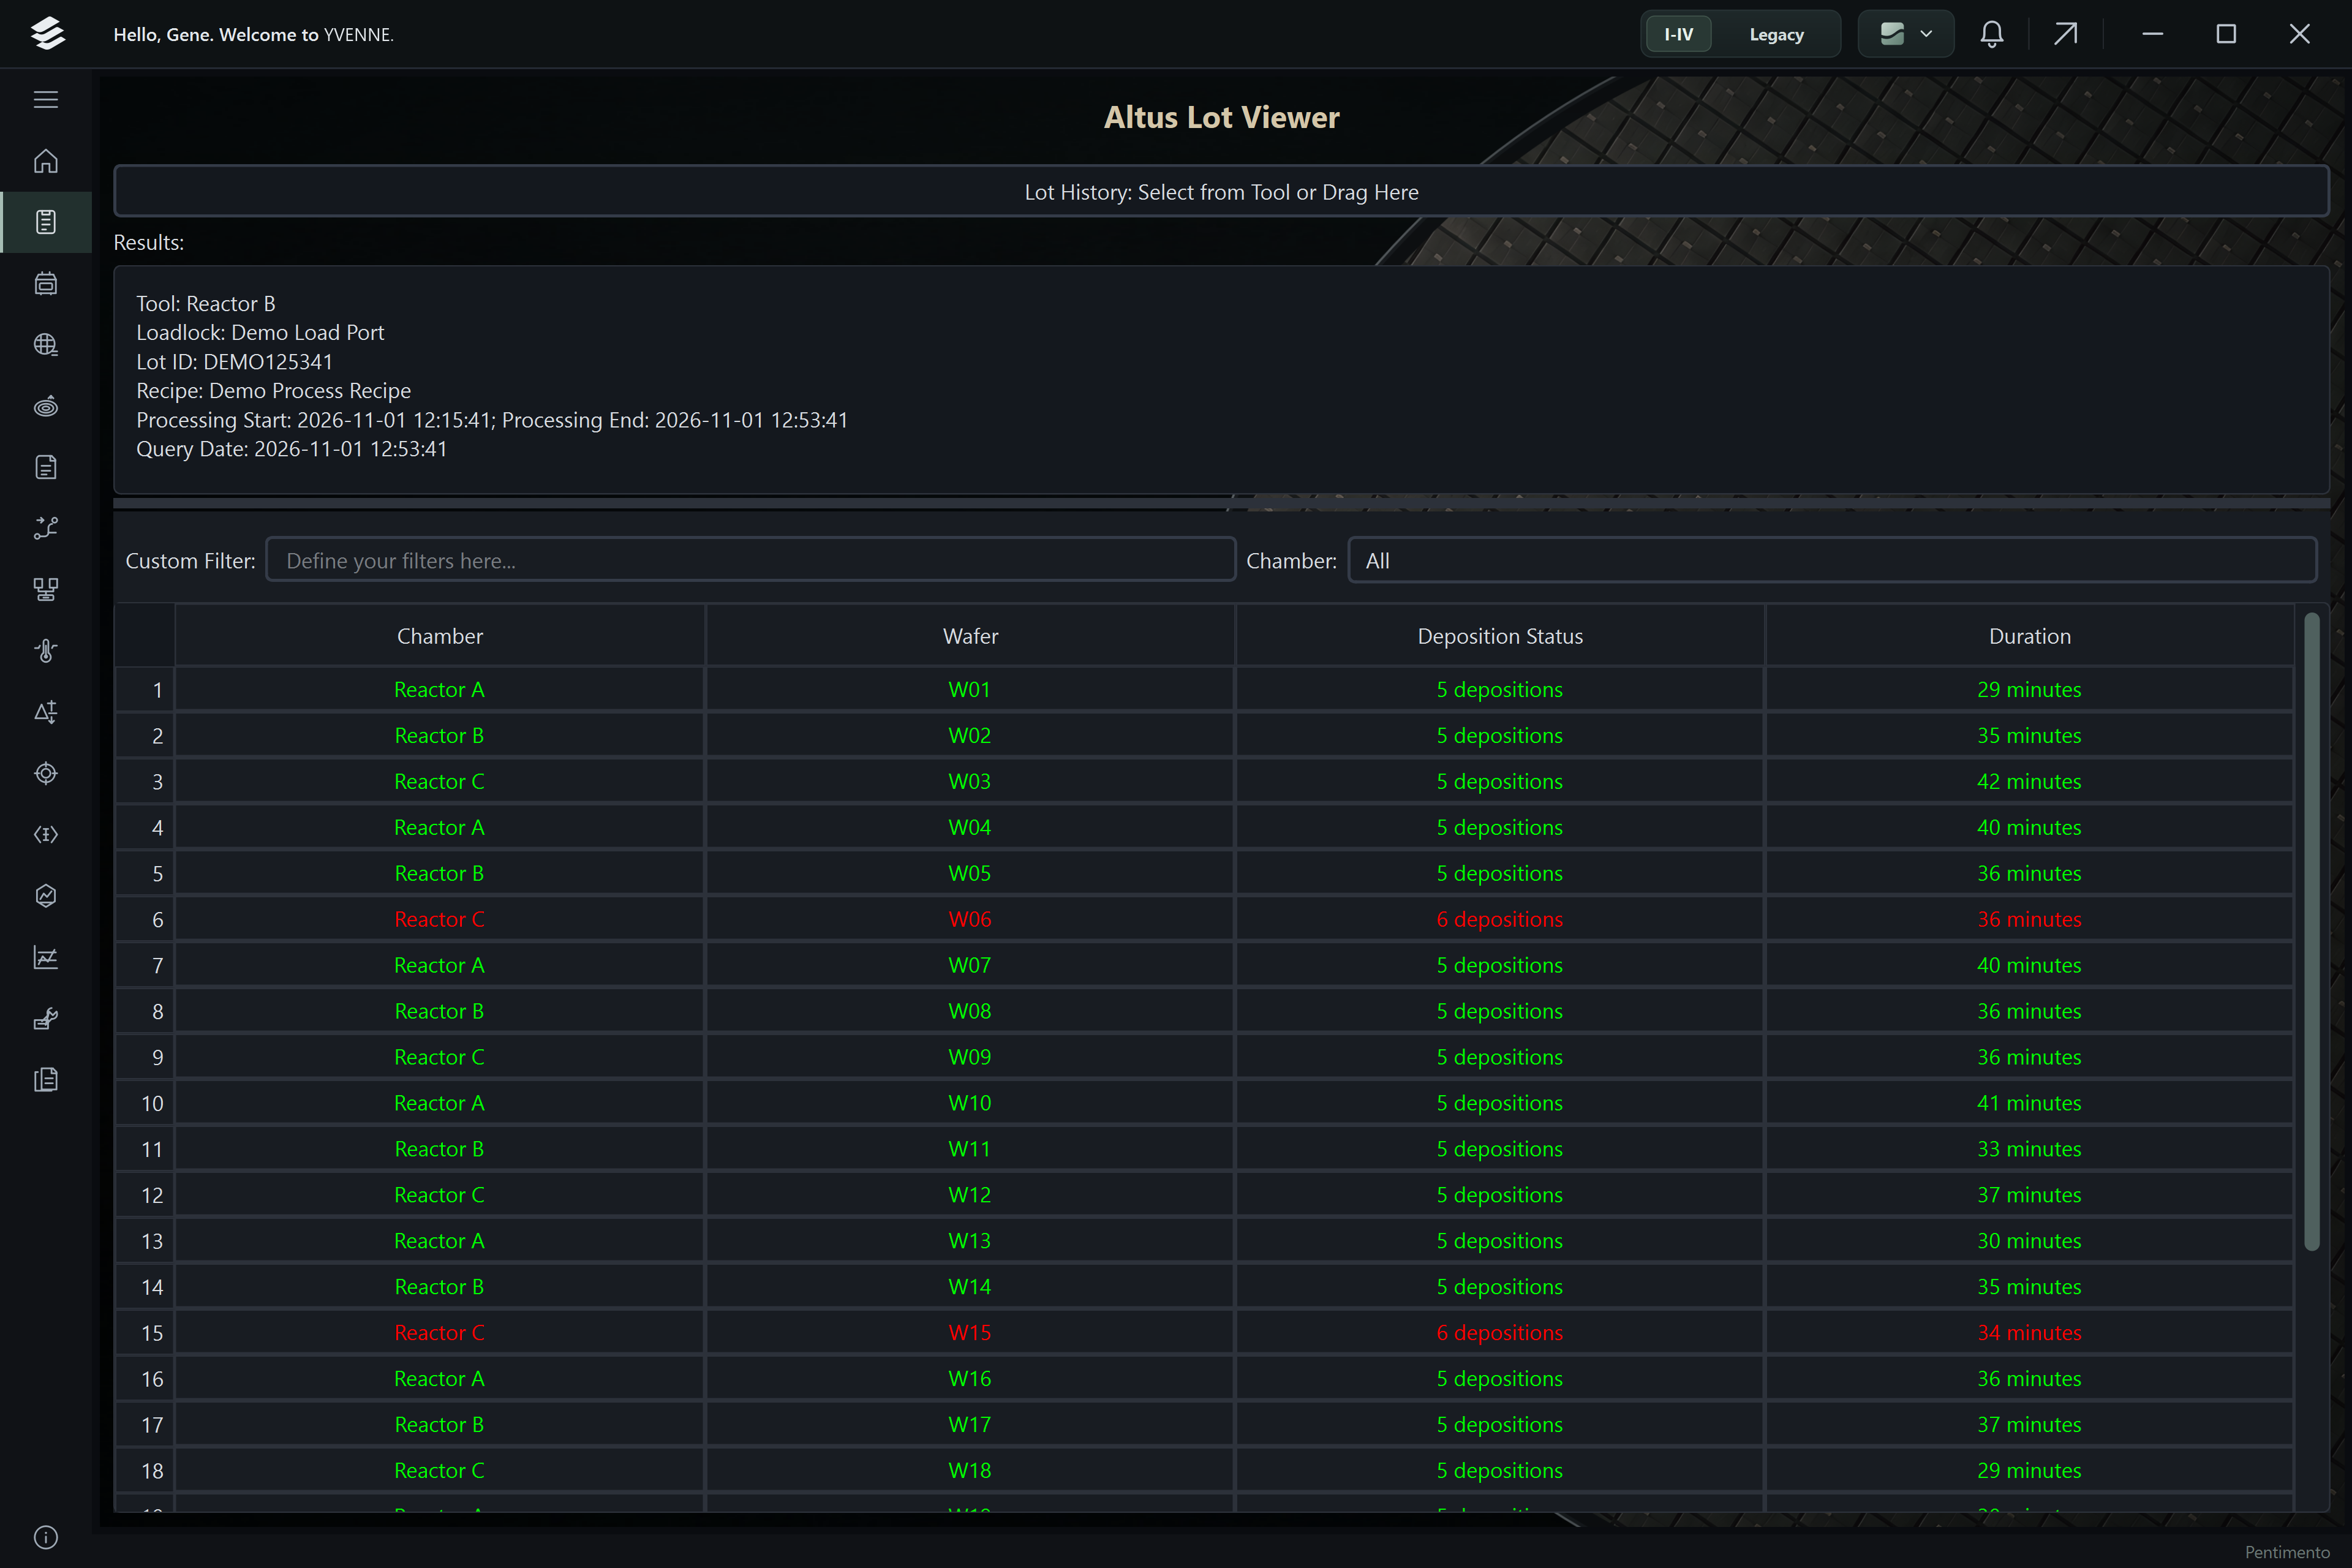 Hello, Gene. Welcome to YVENNE.
I-IV
Legacy
Altus Lot Viewer
Lot History: Select from Tool or Drag Here
Results:
Tool: Reactor B
Loadlock: Demo Load Port
Lot ID: DEMO125341
Recipe: Demo Process Recipe
Processing Start: 2026-11-01 12:15:41; Processing End: 2026-11-01 12:53:41
Query Date: 2026-11-01 12:53:41
Custom Filter: Define your filters here... Chamber: All
Chamber Wafer Deposition Status Duration
1 Reactor A W01 5 depositions 29 minutes
2 Reactor B W02 5 depositions 35 minutes
3 Reactor C W03 5 depositions 42 minutes
4 Reactor A W04 5 depositions 40 minutes
5 Reactor B W05 5 depositions 36 minutes
6 Reactor C W06 6 depositions 36 minutes
7 Reactor A W07 5 depositions 40 minutes
8 Reactor B W08 5 depositions 36 minutes
9 Reactor C W09 5 depositions 36 minutes
10 Reactor A W10 5 depositions 41 minutes
11 Reactor B W11 5 depositions 33 minutes
12 Reactor C W12 5 depositions 37 minutes
13 Reactor A W13 5 depositions 30 minutes
14 Reactor B W14 5 depositions 35 minutes
15 Reactor C W15 6 depositions 34 minutes
16 Reactor A W16 5 depositions 36 minutes
17 Reactor B W17 5 depositions 37 minutes
18 Reactor C W18 5 depositions 29 minutes
Pentimento